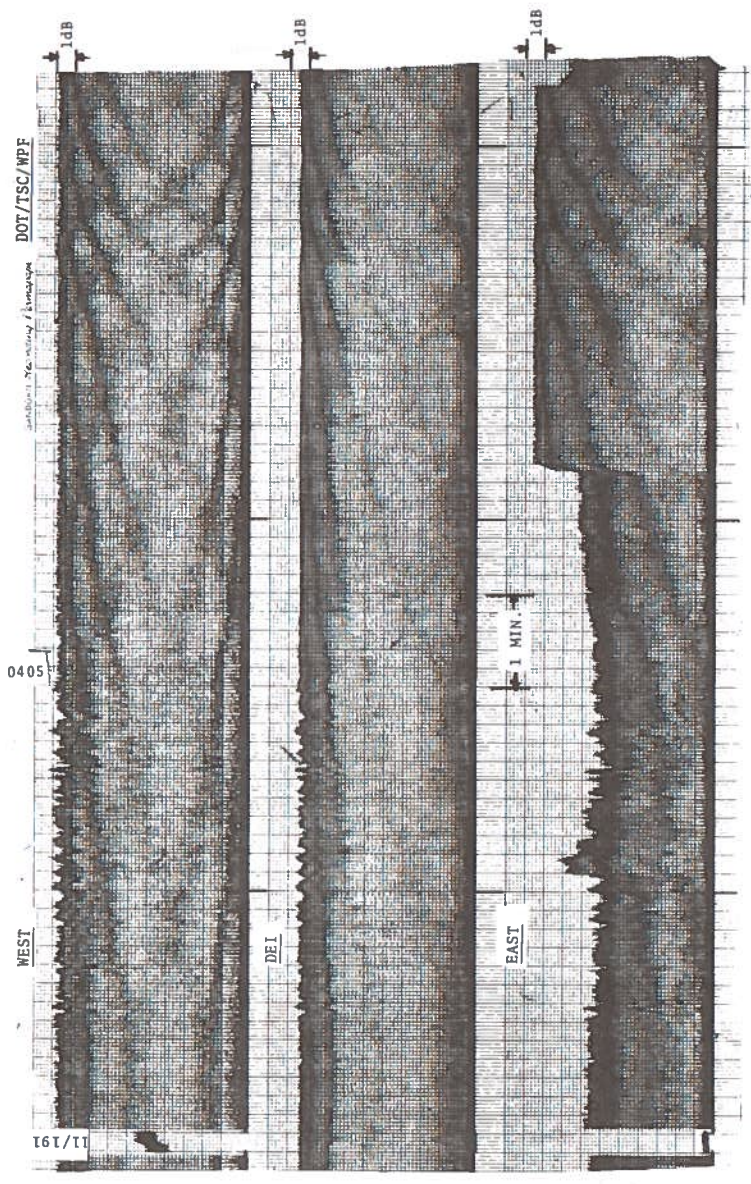 1dB
1dB
1dB
DOT/TSC/WPF
0405
1 MIN.
WEST
DEI
EAST
11/191